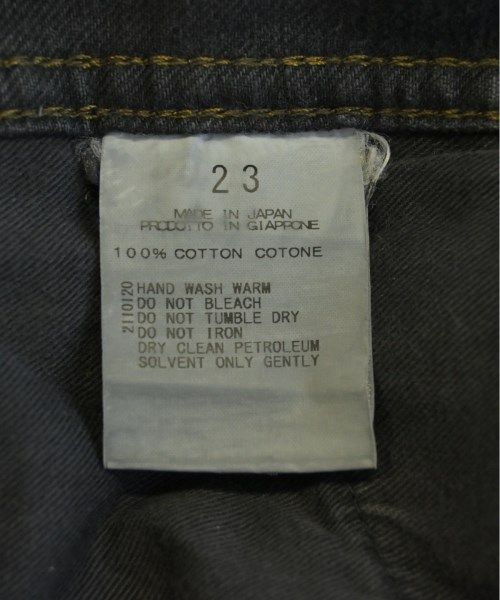 23
MADE IN JAPAN
PRODOTTO IN GIAPPONE
100% COTTON COTONE
2110120
HAND WASH WARM
DO NOT BLEACH
DO NOT TUMBLE DRY
DO NOT IRON
DRY CLEAN PETROLEUM
SOLVENT ONLY GENTLY